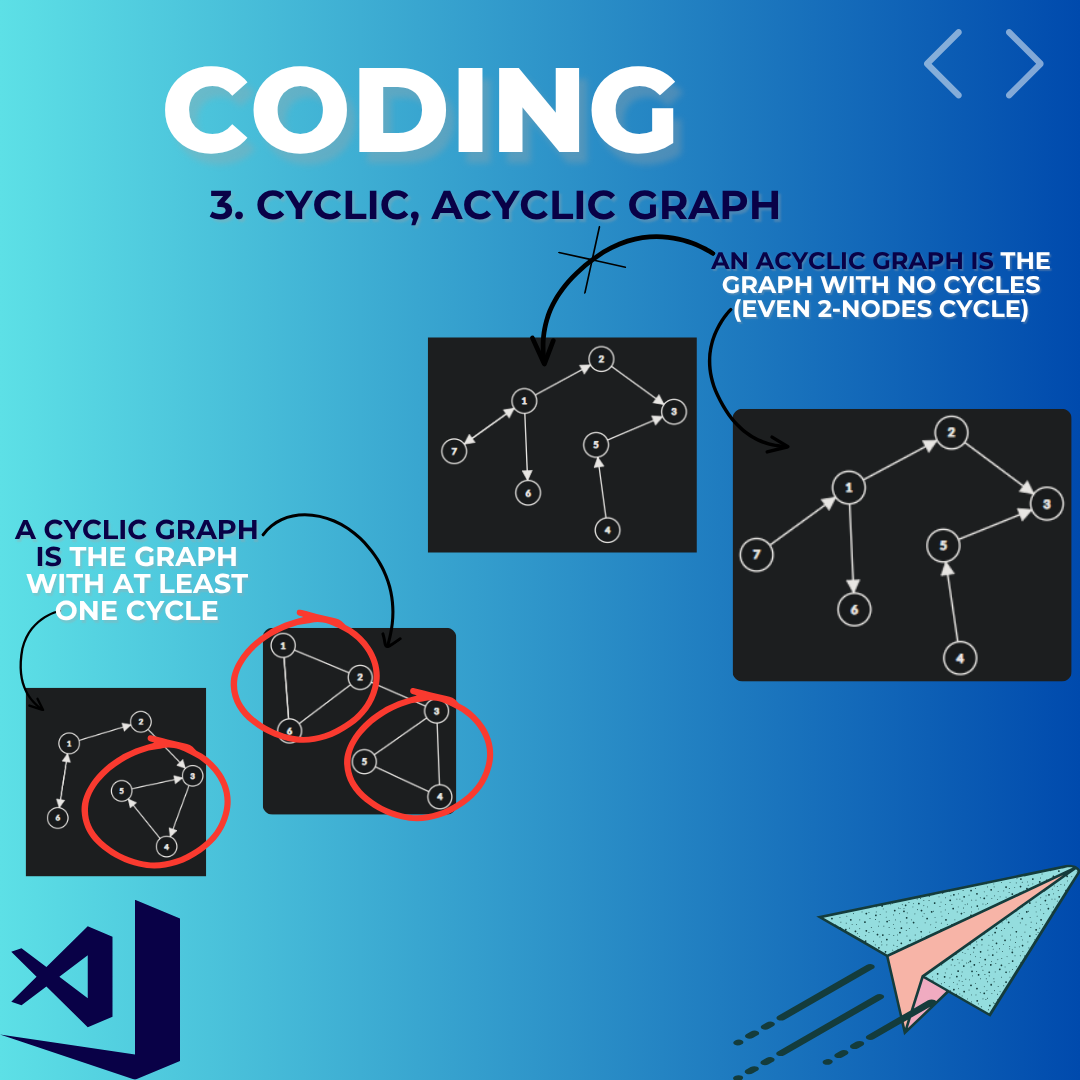 CODING
3. CYCLIC, ACYCLIC GRAPH
AN ACYCLIC GRAPH IS THE
GRAPH WITH NO CYCLES
(EVEN 2-NODES CYCLE)
2
1
3
7
5
6
4
2
1
3
7
5
6
4
A CYCLIC GRAPH
IS THE GRAPH
WITH AT LEAST
ONE CYCLE
1
2
6
3
5
4
2
1
3
5
6
4